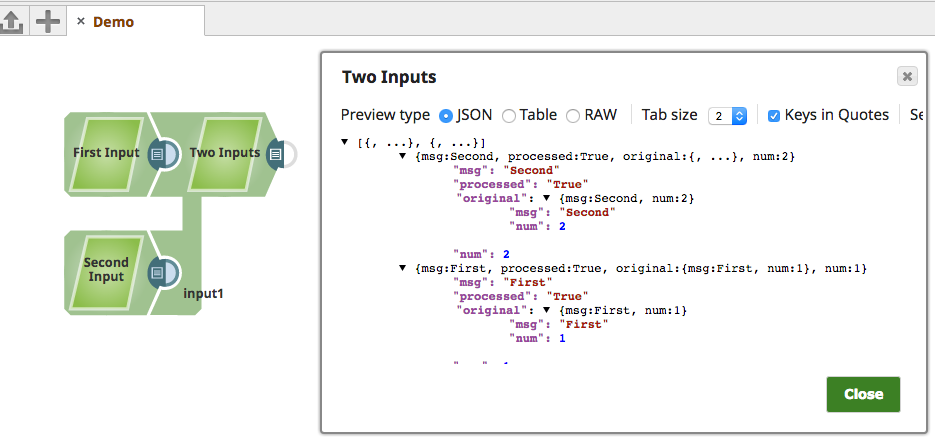 × Demo
First Input
Two Inputs
Second
Input
input1
Two Inputs
Preview type JSON Table RAW Tab size 2 Keys in Quotes Se
▼ [{, ...}, {, ...}]
▼ {msg:Second, processed:True, original:{, ...}, num:2}
"msg": "Second"
"processed": "True"
"original": ▼ {msg:Second, num:2}
"msg": "Second"
"num": 2
"num": 2
▼ {msg:First, processed:True, original:{msg:First, num:1}, num:1}
"msg": "First"
"processed": "True"
"original": ▼ {msg:First, num:1}
"msg": "First"
"num": 1
Close